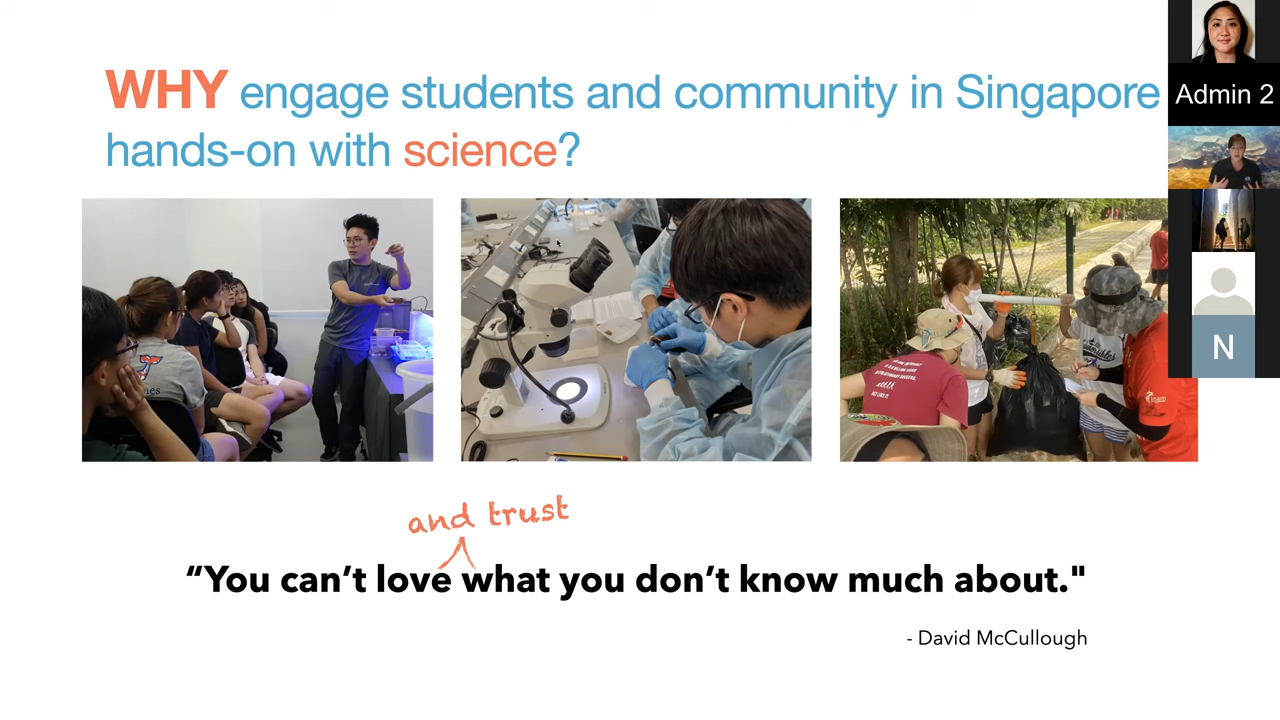 WHY engage students and community in Singapore
hands-on with science?
Admin 2
N
and trust
“You can’t love what you don’t know much about."
- David McCullough